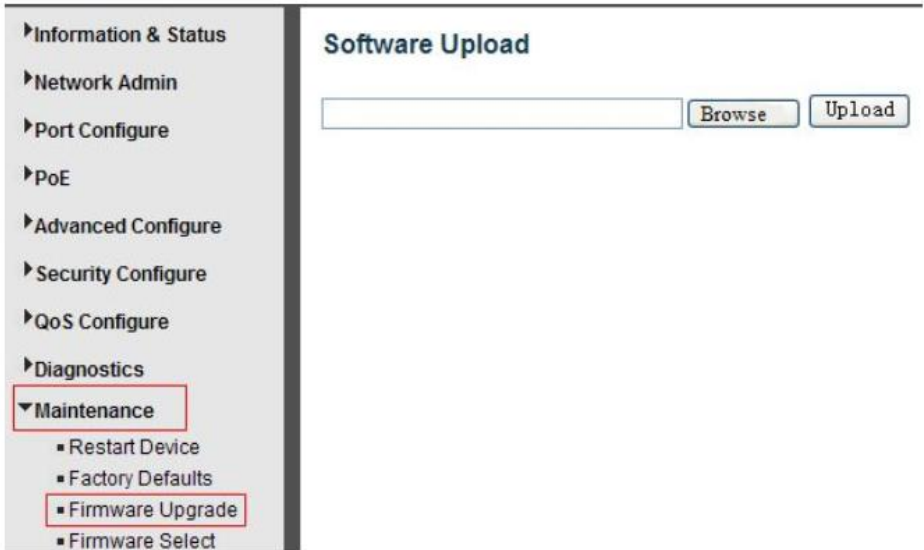 Information & Status
Network Admin
Port Configure
PoE
Advanced Configure
Security Configure
QoS Configure
Diagnostics
Maintenance
Restart Device
Factory Defaults
Firmware Upgrade
Firmware Select
Software Upload
Browse
Upload